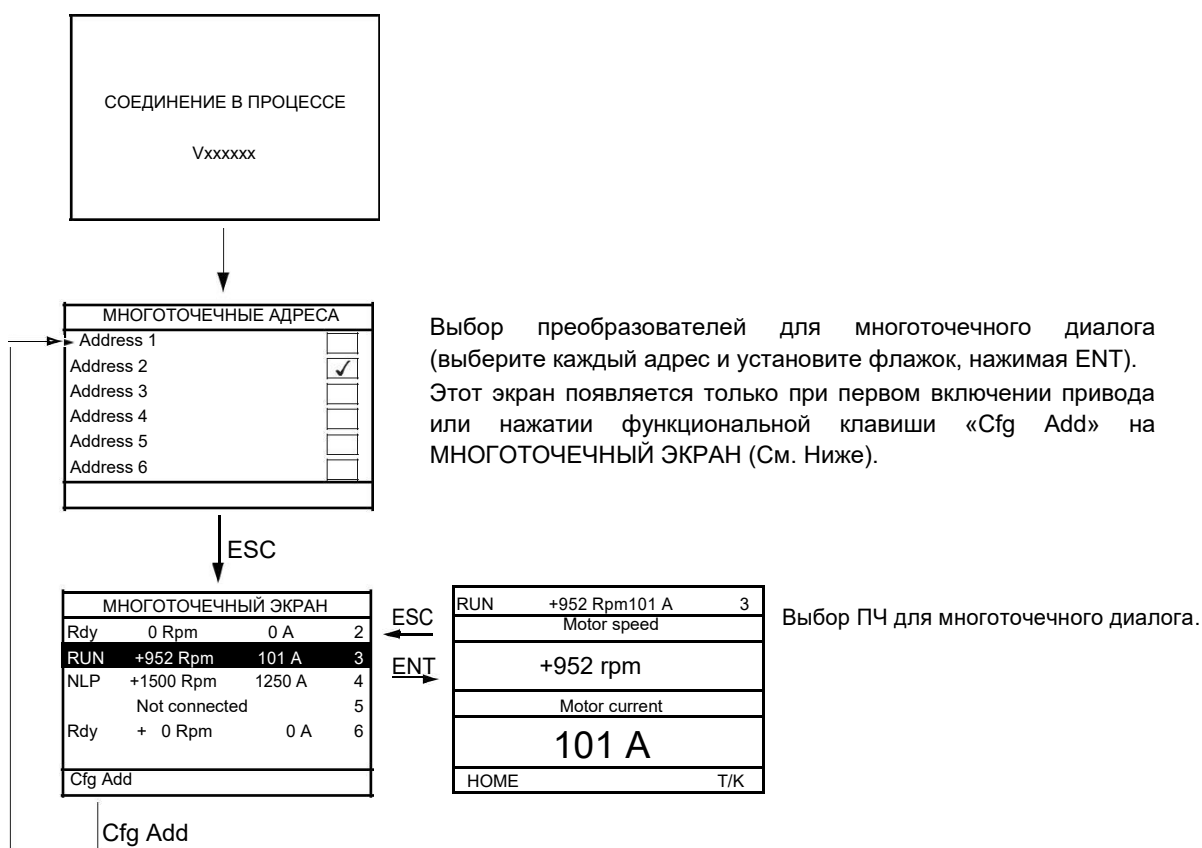 СОЕДИНЕНИЕ В ПРОЦЕССЕ
Vxxxxxx
МНОГОТОЧЕЧНЫЕ АДРЕСА
Address 1
Address 2 ✓
Address 3
Address 4
Address 5
Address 6
Выбор преобразователей для многоточечного диалога
(выберите каждый адрес и установите флажок, нажимая ENT).
Этот экран появляется только при первом включении привода
или нажатии функциональной клавиши «Cfg Add» на
МНОГОТОЧЕЧНЫЙ ЭКРАН (См. Ниже).
ESC
МНОГОТОЧЕЧНЫЙ ЭКРАН
Rdy 0 Rpm 0 A 2
RUN +952 Rpm 101 A 3
NLP +1500 Rpm 1250 A 4
Not connected 5
Rdy + 0 Rpm 0 A 6
Cfg Add
ESC
ENT
RUN +952 Rpm101 A 3
Motor speed
+952 rpm
Motor current
101 A
HOME T/K
Выбор ПЧ для многоточечного диалога.
Cfg Add